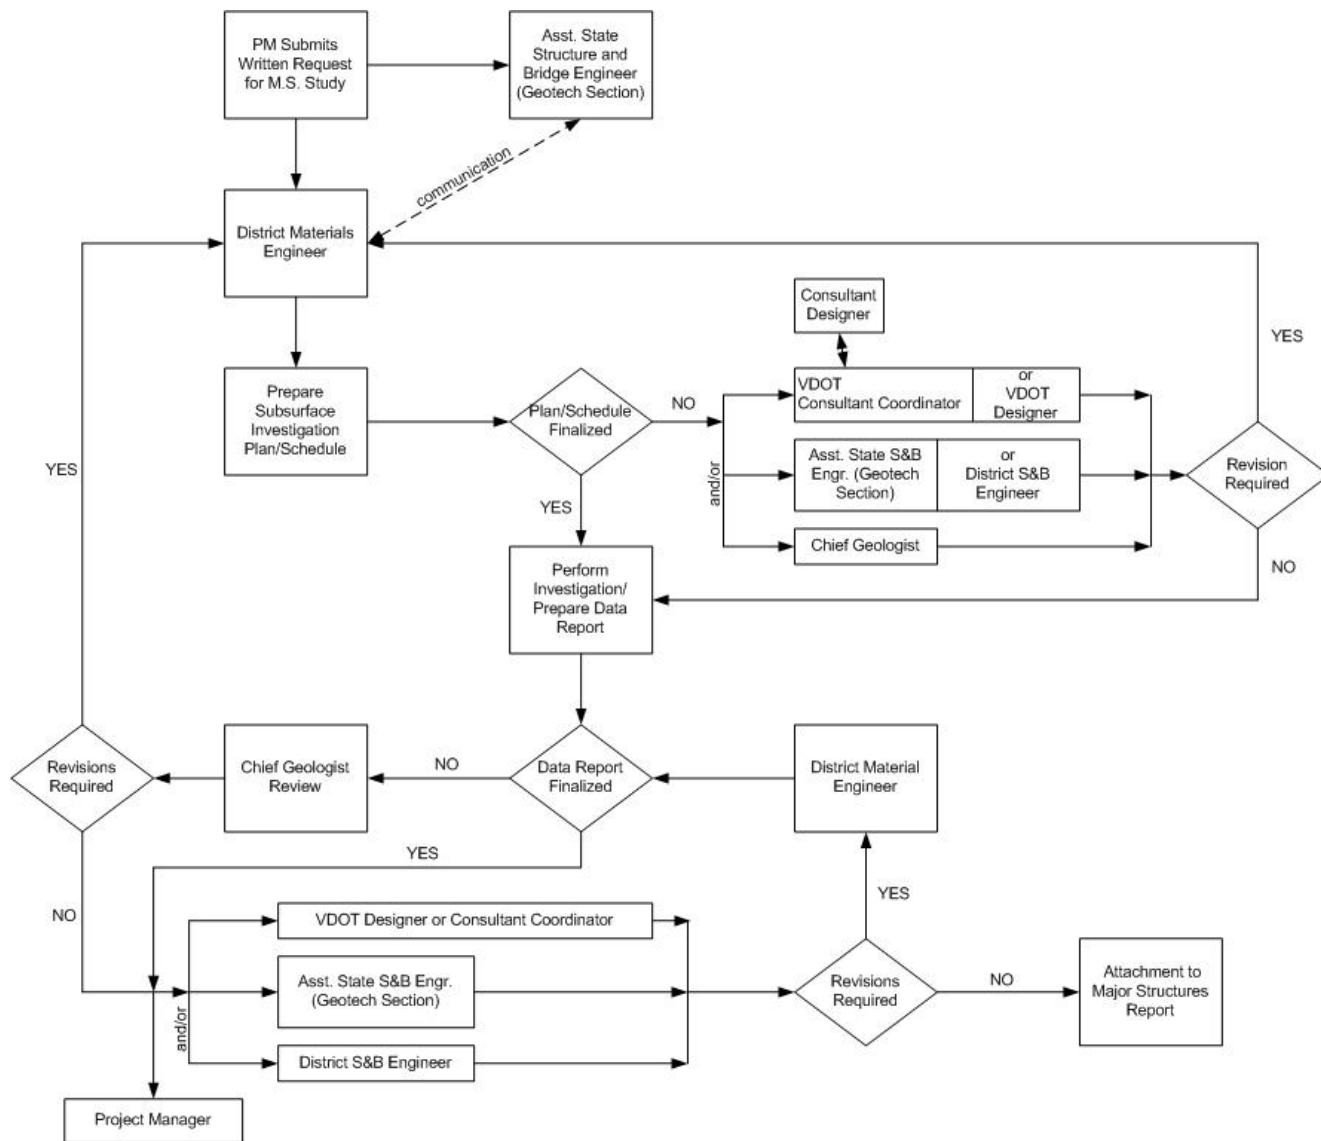 PM Submits
Written Request
for M.S. Study
Asst. State
Structure and
Bridge Engineer
(Geotech Section)
communication
District Materials
Engineer
Consultant
Designer
YES
Prepare
Subsurface
Investigation
Plan/Schedule
Plan/Schedule
Finalized
NO
VDOT
Consultant Coordinator
or
VDOT
Designer
YES
and/or
Asst. State S&B
Engr. (Geotech
Section)
or
District S&B
Engineer
Revision
Required
YES
Chief Geologist
NO
Perform
Investigation/
Prepare Data
Report
Revisions
Required
Chief Geologist
Review
NO
Data Report
Finalized
District Material
Engineer
YES
YES
NO
VDOT Designer or Consultant Coordinator
and/or
Asst. State S&B Engr.
(Geotech Section)
Revisions
Required
NO
Attachment to
Major Structures
Report
District S&B Engineer
Project Manager